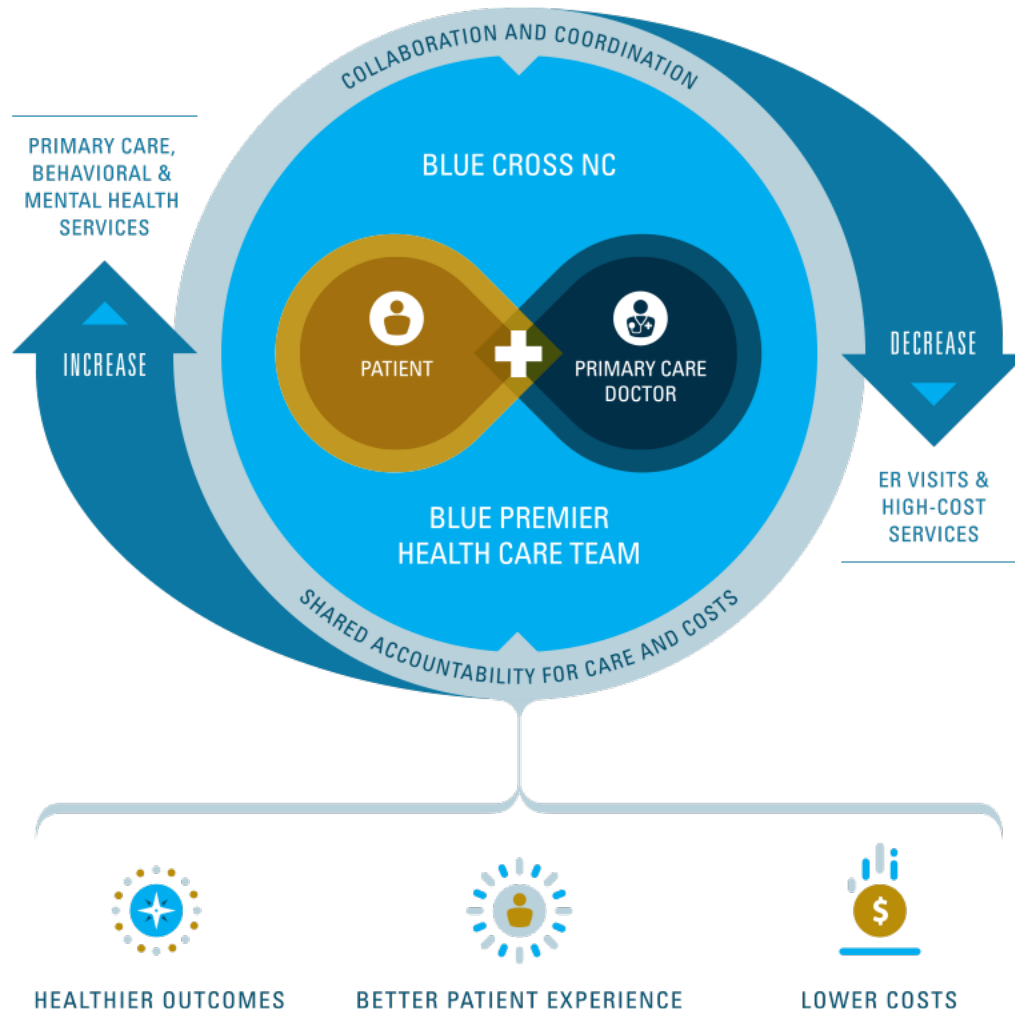 COLLABORATION AND COORDINATION
PRIMARY CARE,
BEHAVIORAL &
MENTAL HEALTH
SERVICES
INCREASE
BLUE CROSS NC
PATIENT
PRIMARY CARE
DOCTOR
BLUE PREMIER
HEALTH CARE TEAM
DECREASE
ER VISITS &
HIGH-COST
SERVICES
SHARED ACCOUNTABILITY FOR CARE AND COSTS
$
HEALTHIER OUTCOMES
BETTER PATIENT EXPERIENCE
LOWER COSTS